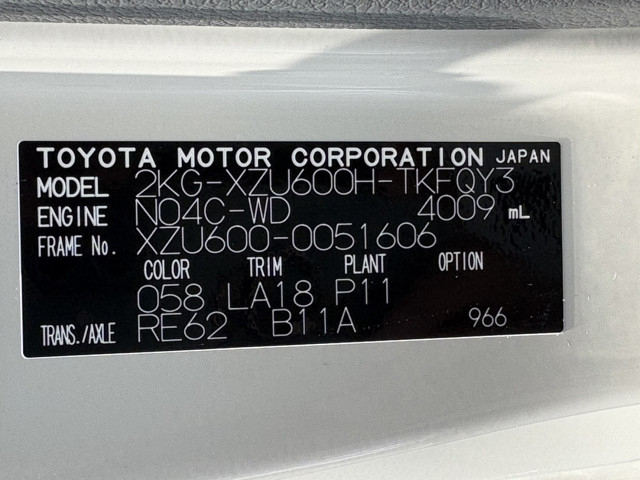 TOYOTA MOTOR CORPORATION JAPAN
MODEL 2KG-XZU600H-TKFQY3
ENGINE N04C-WD 4009 mL
FRAME No. XZU600-0051606
COLOR TRIM PLANT OPTION
058 LA18 P11
TRANS./AXLE RE62 B11A 966